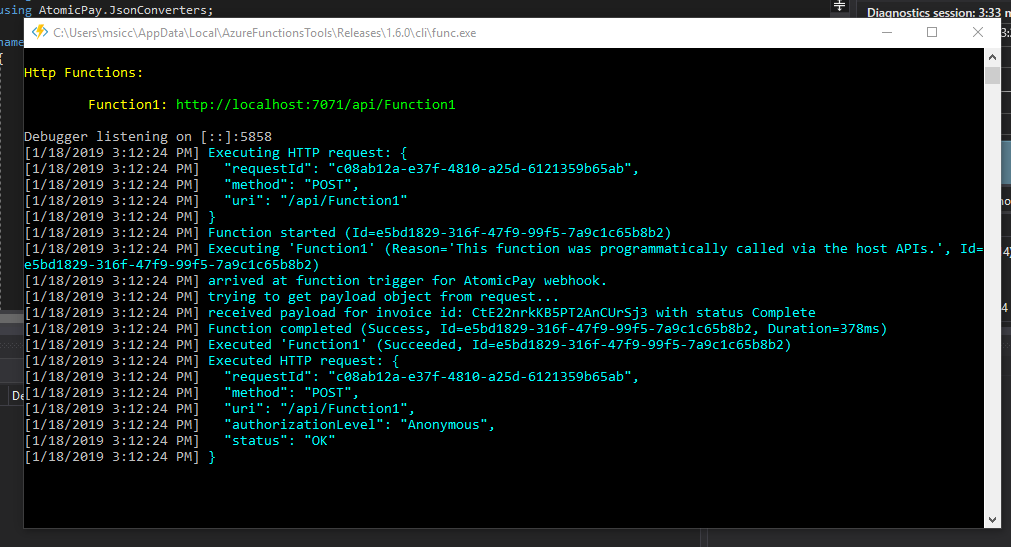 using AtomicPay.JsonConverters;
Diagnostics session: 3:33 m
C:\Users\msicc\AppData\Local\AzureFunctionsTools\Releases\1.6.0\cli\func.exe
Http Functions:
Function1: http://localhost:7071/api/Function1
Debugger listening on [::]:5858
[1/18/2019 3:12:24 PM] Executing HTTP request: {
[1/18/2019 3:12:24 PM]   "requestId": "c08ab12a-e37f-4810-a25d-6121359b65ab",
[1/18/2019 3:12:24 PM]   "method": "POST",
[1/18/2019 3:12:24 PM]   "uri": "/api/Function1"
[1/18/2019 3:12:24 PM] }
[1/18/2019 3:12:24 PM] Function started (Id=e5bd1829-316f-47f9-99f5-7a9c1c65b8b2)
[1/18/2019 3:12:24 PM] Executing 'Function1' (Reason='This function was programmatically called via the host APIs.', Id=
e5bd1829-316f-47f9-99f5-7a9c1c65b8b2)
[1/18/2019 3:12:24 PM] arrived at function trigger for AtomicPay webhook.
[1/18/2019 3:12:24 PM] trying to get payload object from request...
[1/18/2019 3:12:24 PM] received payload for invoice id: CtE22nrkKB5PT2AnCUrSj3 with status Complete
[1/18/2019 3:12:24 PM] Function completed (Success, Id=e5bd1829-316f-47f9-99f5-7a9c1c65b8b2, Duration=378ms)
[1/18/2019 3:12:24 PM] Executed 'Function1' (Succeeded, Id=e5bd1829-316f-47f9-99f5-7a9c1c65b8b2)
[1/18/2019 3:12:24 PM] Executed HTTP request: {
[1/18/2019 3:12:24 PM]   "requestId": "c08ab12a-e37f-4810-a25d-6121359b65ab",
[1/18/2019 3:12:24 PM]   "method": "POST",
[1/18/2019 3:12:24 PM]   "uri": "/api/Function1",
[1/18/2019 3:12:24 PM]   "authorizationLevel": "Anonymous",
[1/18/2019 3:12:24 PM]   "status": "OK"
[1/18/2019 3:12:24 PM] }